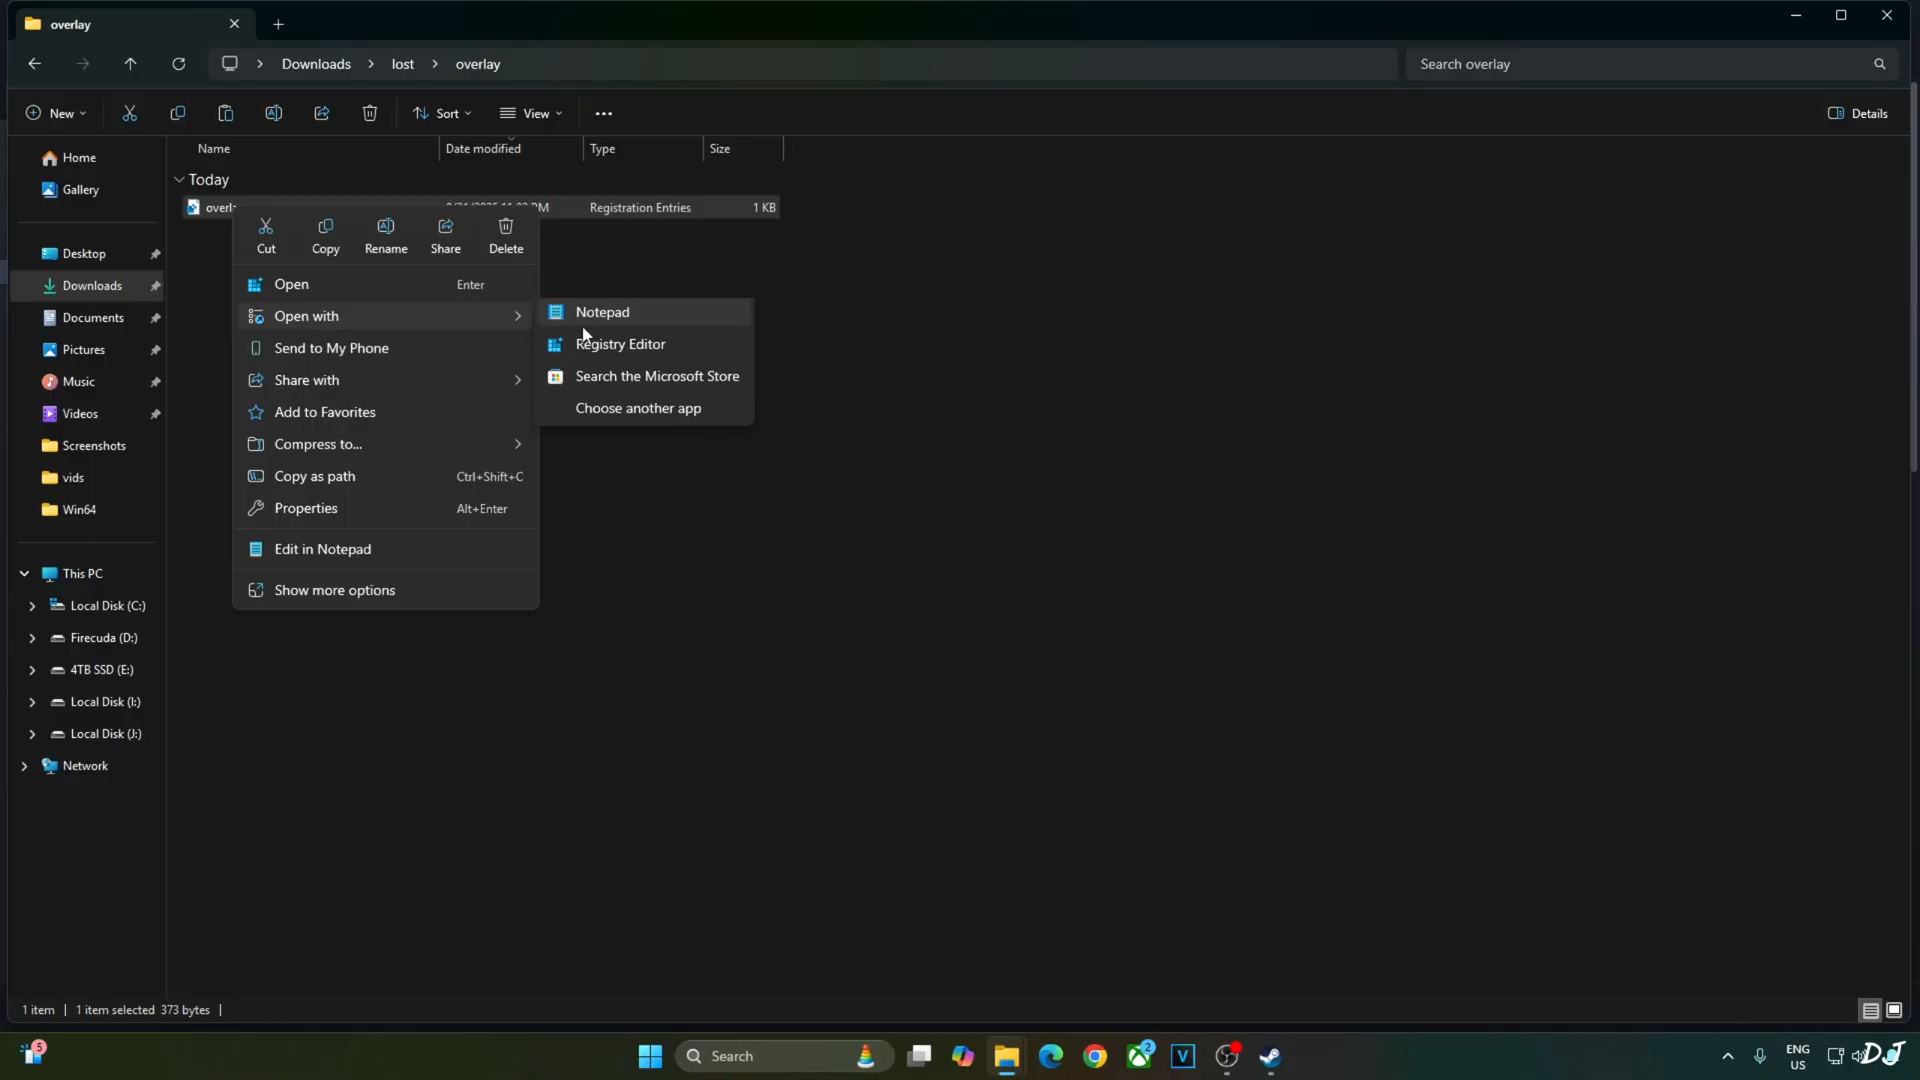 overlay
Downloads > lost > overlay
Search overlay
New
Sort
View
Details
Name
Date modified
Type
Size
Today
Registration Entries
1 KB
Home
Gallery
Desktop
Downloads
Documents
Pictures
Music
Videos
Screenshots
vids
Win64
This PC
Local Disk (C:)
Firecuda (D:)
4TB SSD (E:)
Local Disk (I:)
Local Disk (J:)
Network
Cut
Copy
Rename
Share
Delete
Open Enter
Open with
Send to My Phone
Share with
Add to Favorites
Compress to...
Copy as path Ctrl+Shift+C
Properties Alt+Enter
Edit in Notepad
Show more options
Notepad
Registry Editor
Search the Microsoft Store
Choose another app
1 item
1 item selected 373 bytes
5
Search
2
V
ENG
US
DJ